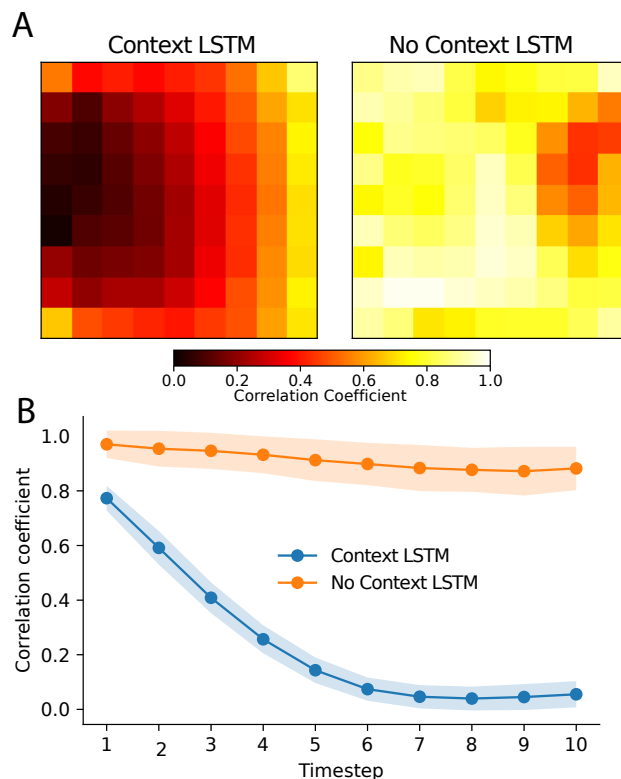 A
Context LSTM
No Context LSTM
0.0 0.2 0.4 0.6 0.8 1.0
Correlation Coefficient
B
Correlation coefficient
1.0
0.8
0.6
0.4
0.2
0.0
Context LSTM
No Context LSTM
1 2 3 4 5 6 7 8 9 10
Timestep